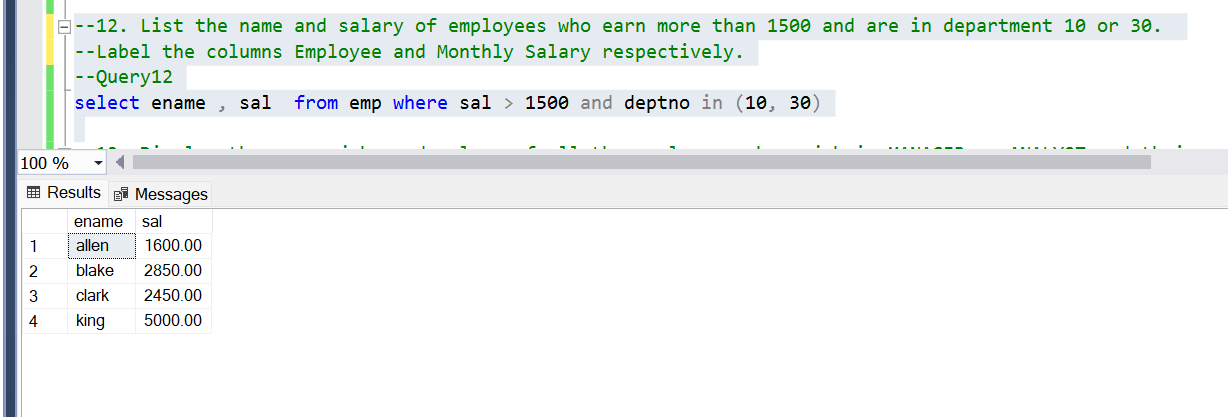 --12. List the name and salary of employees who earn more than 1500 and are in department 10 or 30.
--Label the columns Employee and Monthly Salary respectively.
--Query12
select ename , sal  from emp where sal > 1500 and deptno in (10, 30)
100 %
Results Messages
ename sal
1 allen 1600.00
2 blake 2850.00
3 clark 2450.00
4 king 5000.00